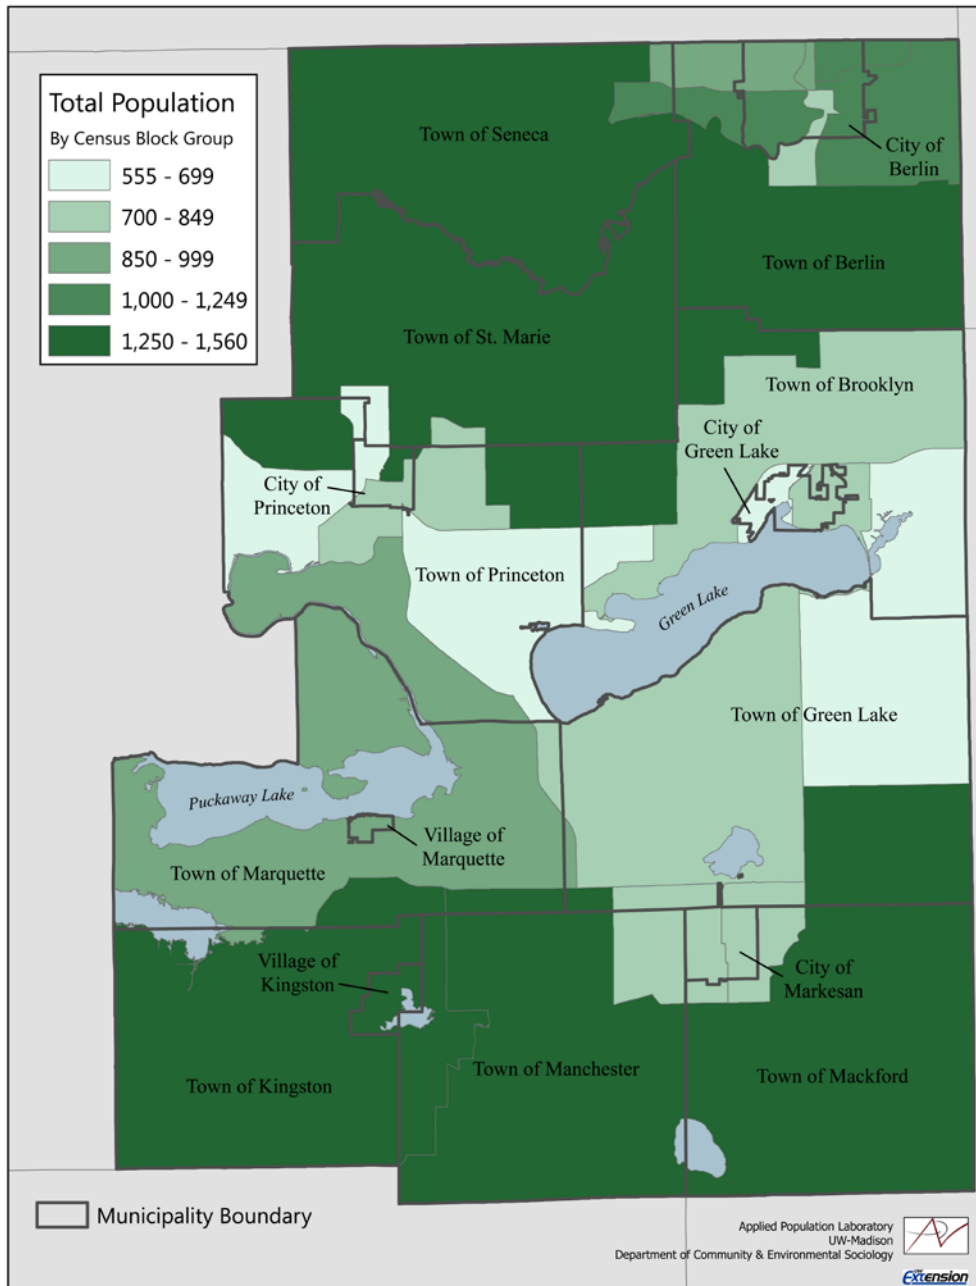 Total Population
By Census Block Group
555 - 699
700 - 849
850 - 999
1,000 - 1,249
1,250 - 1,560
Town of Seneca
City of
Berlin
Town of Berlin
Town of St. Marie
Town of Brooklyn
City of
Green Lake
City of
Princeton
Town of Princeton
Green Lake
Town of Green Lake
Puckaway Lake
Village of
Marquette
Town of Marquette
Village of
Kingston
City of
Markesan
Town of Kingston
Town of Manchester
Town of Mackford
Municipality Boundary
Applied Population Laboratory
UW-Madison
Department of Community & Environmental Sociology
Extension